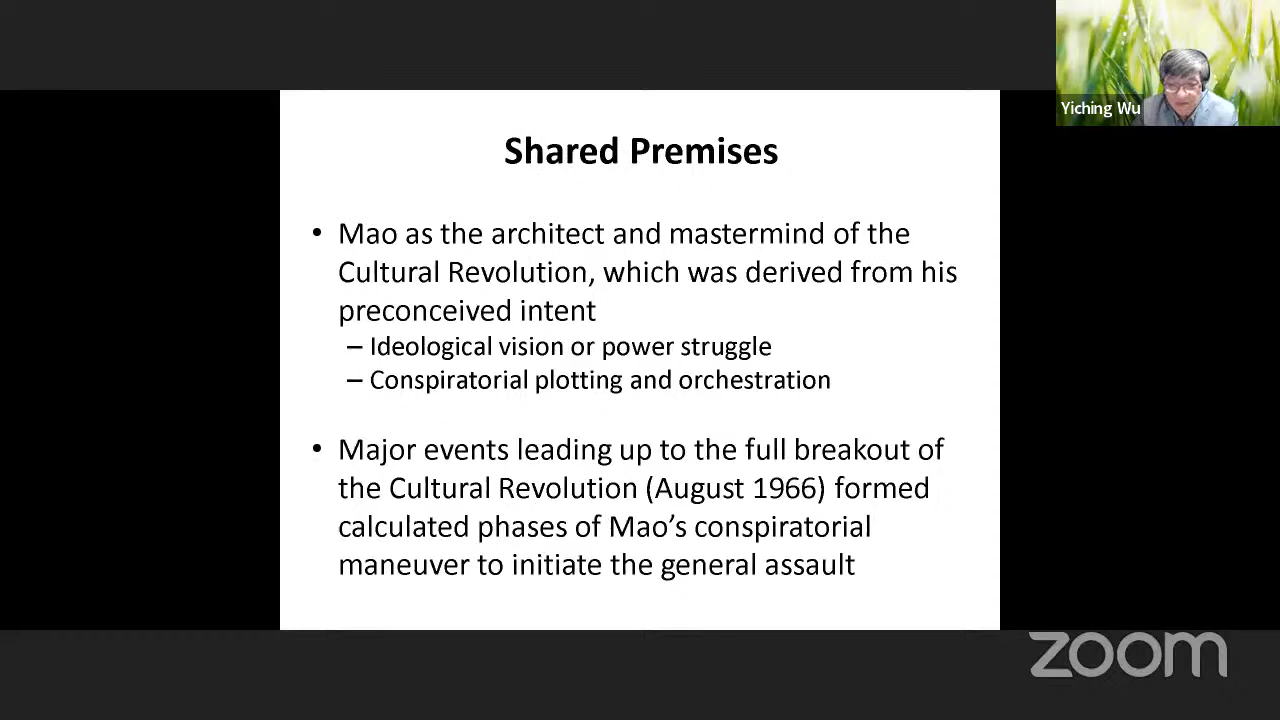 Yiching Wu
Shared Premises
• Mao as the architect and mastermind of the
Cultural Revolution, which was derived from his
preconceived intent
– Ideological vision or power struggle
– Conspiratorial plotting and orchestration
• Major events leading up to the full breakout of
the Cultural Revolution (August 1966) formed
calculated phases of Mao’s conspiratorial
maneuver to initiate the general assault
zoom